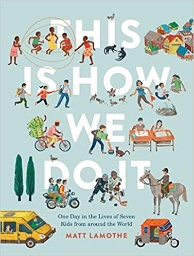 THIS
IS HOW
WE
DO IT
One Day in the Lives of Seven
Kids from around the World
MATT LAMOTHE